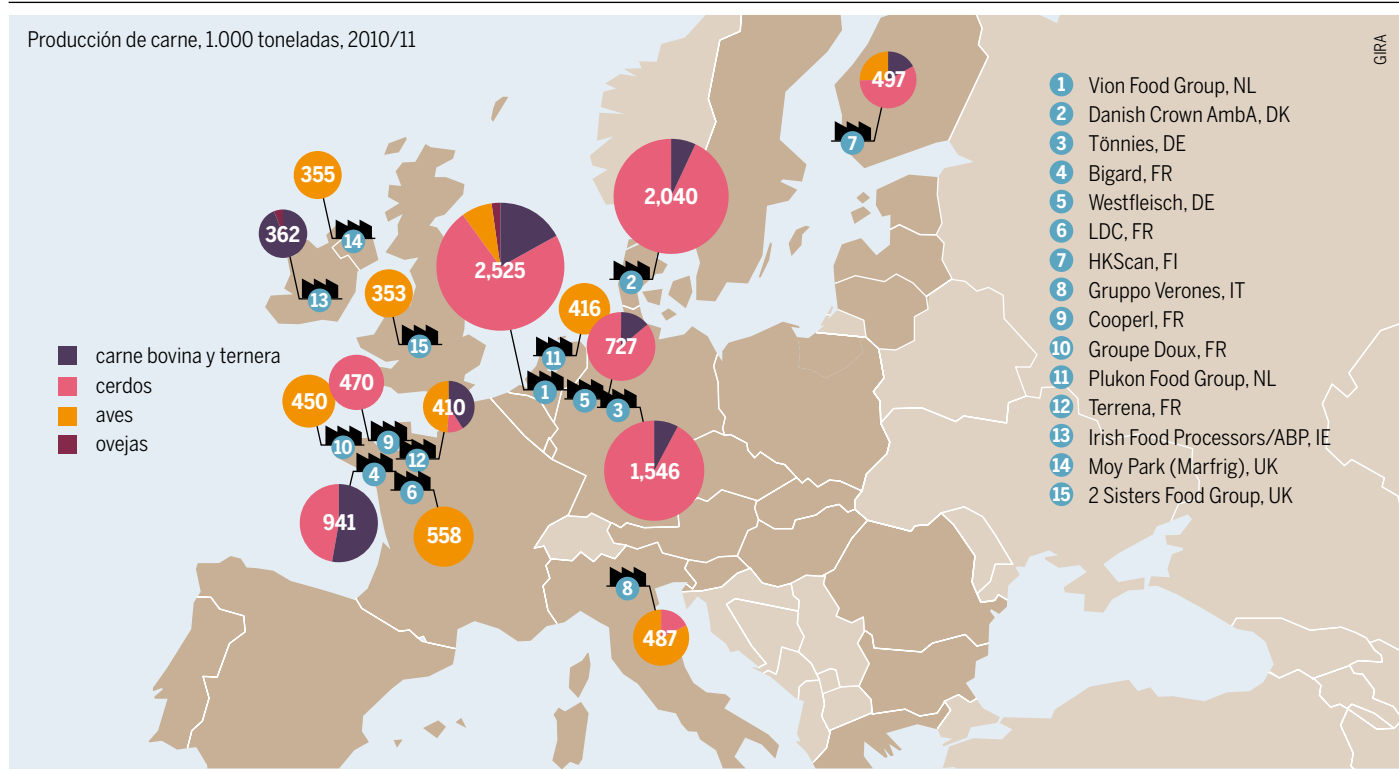 Producción de carne, 1.000 toneladas, 2010/11
GIRA
497
7
355
14
362
13
2,040
2
2,525
353
15
416
11
727
1
5
3
carne bovina y ternera
cerdos
aves
ovejas
470
450
410
10
9
12
4
6
941
558
1,546
8
487
1 Vion Food Group, NL
2 Danish Crown AmbA, DK
3 Tönnies, DE
4 Bigard, FR
5 Westfleisch, DE
6 LDC, FR
7 HKScan, FI
8 Gruppo Verones, IT
9 Cooperl, FR
10 Groupe Doux, FR
11 Plukon Food Group, NL
12 Terrena, FR
13 Irish Food Processors/ABP, IE
14 Moy Park (Marfrig), UK
15 2 Sisters Food Group, UK